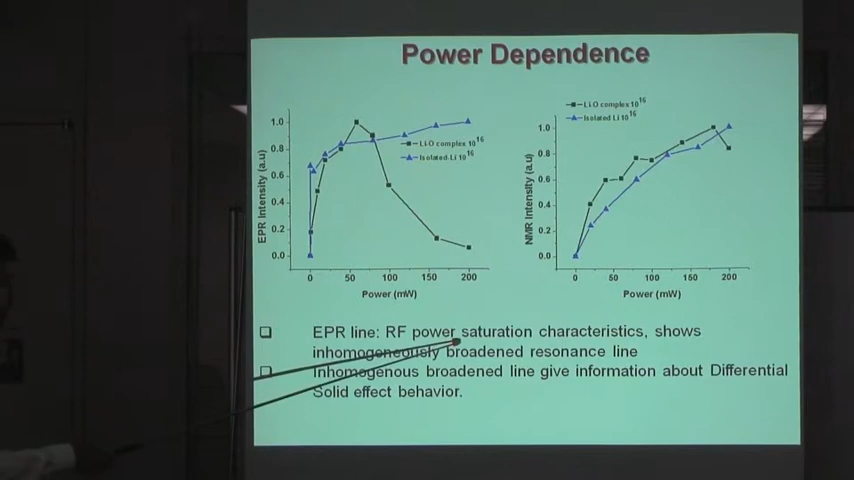 Power Dependence
1.0
0.8
0.6
0.4
0.2
0.0
EPR Intensity (a.u)
Li-O complex 10^16
Isolated-Li 10^16
0 50 100 150 200
Power (mW)
Li-O complex 10^16
Isolated Li 10^16
1.0
0.8
0.6
0.4
0.2
0.0
NMR Intensity (a.u)
0 50 100 150 200
Power (mW)
EPR line: RF power saturation characteristics, shows
inhomogeneously broadened resonance line
Inhomogenous broadened line give information about Differential
Solid effect behavior.